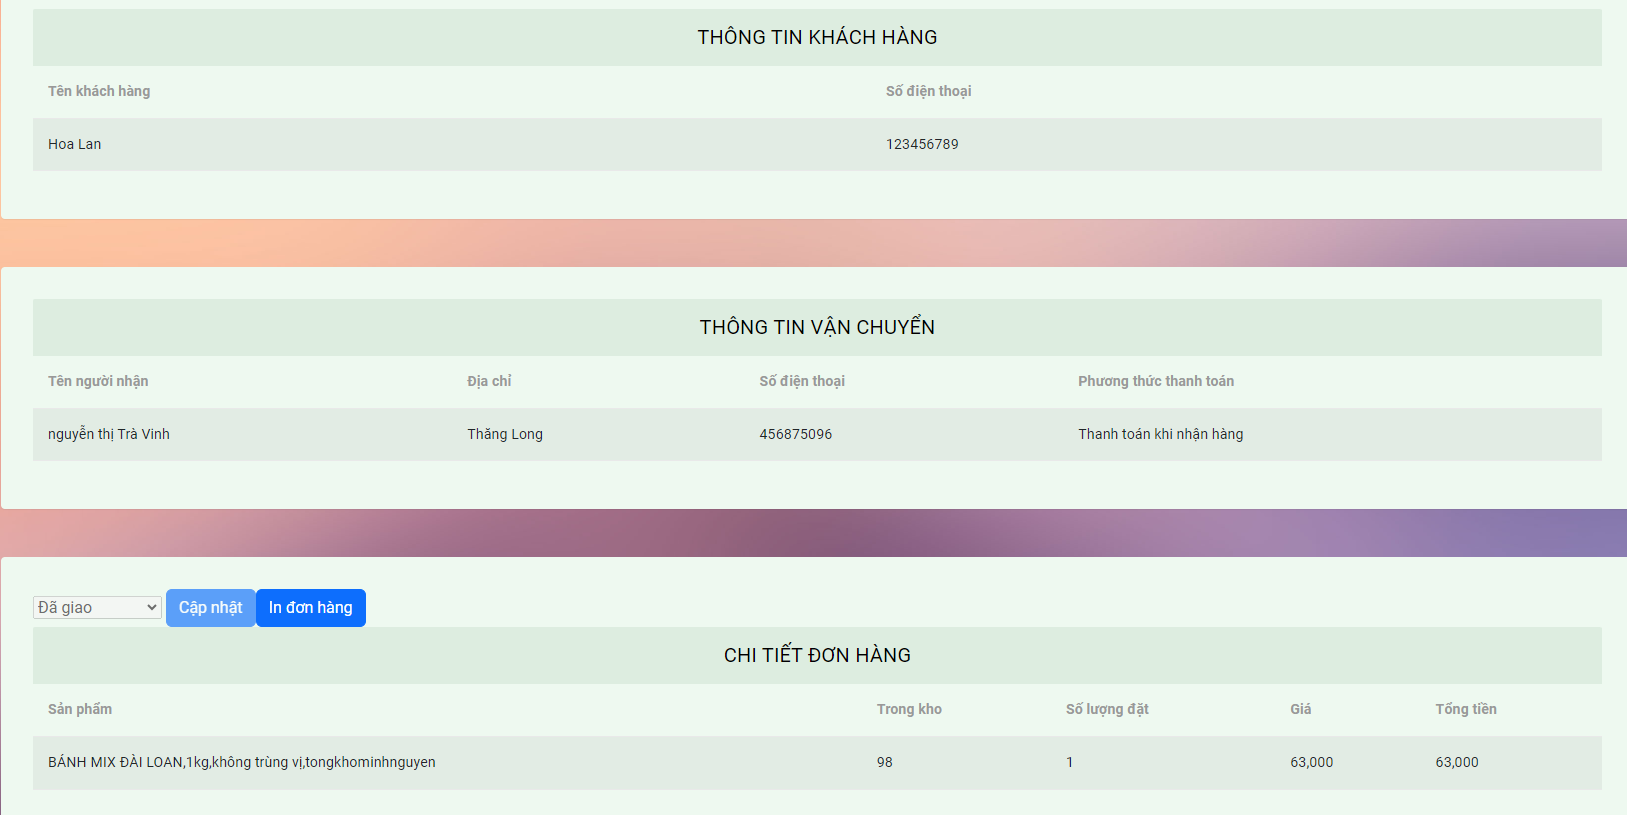 THÔNG TIN KHÁCH HÀNG
Tên khách hàng Số điện thoại
Hoa Lan 123456789
THÔNG TIN VẬN CHUYỂN
Tên người nhận Địa chỉ Số điện thoại Phương thức thanh toán
nguyễn thị Trà Vinh Thăng Long 456875096 Thanh toán khi nhận hàng
Đã giao Cập nhật In đơn hàng
CHI TIẾT ĐƠN HÀNG
Sản phẩm Trong kho Số lượng đặt Giá Tổng tiền
BÁNH MIX ĐÀI LOAN,1kg,không trùng vị,tongkhominhnguyen 98 1 63,000 63,000